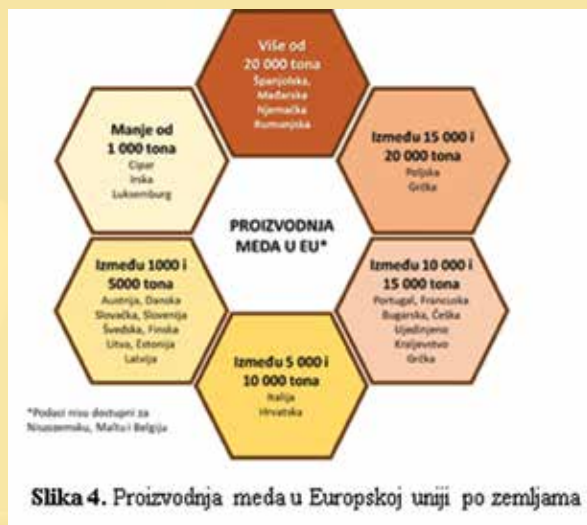 Više od
20 000 tona
Španjolska,
Mađarska
Njemačka
Rumunjska
Između 15 000 i
20 000 tona
Poljska
Grčka
Između 10 000 i
15 000 tona
Portugal, Francuska
Bugarska, Češka
Ujedinjeno
Kraljevstvo
Grčka
Između 5 000 i
10 000 tona
Italija
Hrvatska
Između 1000 i
5000 tona
Austrija, Danska
Slovačka, Slovenija
Švedska, Finska
Litva, Estonija
Latvija
Manje od
1 000 tona
Cipar
Irska
Luksemburg
PROIZVODNJA
MEDA U EU*
*Podaci nisu dostupni za
Nizozemsku, Maltu i Belgiju
Slika 4. Proizvodnja meda u Europskoj uniji po zemljama